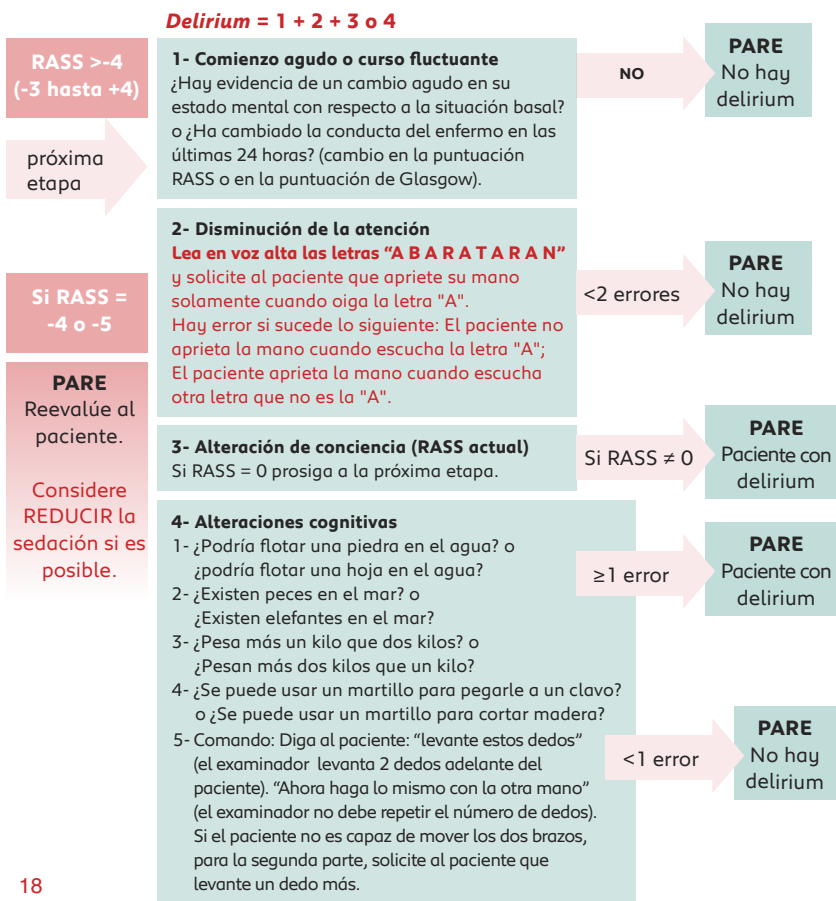 Delirium = 1 + 2 + 3 o 4
RASS >-4
(-3 hasta +4)
próxima
etapa
1- Comienzo agudo o curso fluctuante
¿Hay evidencia de un cambio agudo en su
estado mental con respecto a la situación basal?
o ¿Ha cambiado la conducta del enfermo en las
últimas 24 horas? (cambio en la puntuación
RASS o en la puntuación de Glasgow).
NO
PARE
No hay
delirium
Si RASS =
-4 o -5
PARE
Reevalúe al
paciente.
Considere
REDUCIR la
sedación si es
posible.
2- Disminución de la atención
Lea en voz alta las letras “A B A R A T A R A N”
y solicite al paciente que apriete su mano
solamente cuando oiga la letra "A".
Hay error si sucede lo siguiente: El paciente no
aprieta la mano cuando escucha la letra "A";
El paciente aprieta la mano cuando escucha
otra letra que no es la "A".
<2 errores
PARE
No hay
delirium
3- Alteración de conciencia (RASS actual)
Si RASS = 0 prosiga a la próxima etapa.
Si RASS ≠ 0
PARE
Paciente con
delirium
4- Alteraciones cognitivas
1- ¿Podría flotar una piedra en el agua? o
¿podría flotar una hoja en el agua?
2- ¿Existen peces en el mar? o
¿Existen elefantes en el mar?
3- ¿Pesa más un kilo que dos kilos? o
¿Pesan más dos kilos que un kilo?
4- ¿Se puede usar un martillo para pegarle a un clavo?
o ¿Se puede usar un martillo para cortar madera?
5- Comando: Diga al paciente: “levante estos dedos”
(el examinador levanta 2 dedos adelante del
paciente). “Ahora haga lo mismo con la otra mano”
(el examinador no debe repetir el número de dedos).
Si el paciente no es capaz de mover los dos brazos,
para la segunda parte, solicite al paciente que
levante un dedo más.
≥1 error
PARE
Paciente con
delirium
<1 error
PARE
No hay
delirium
18